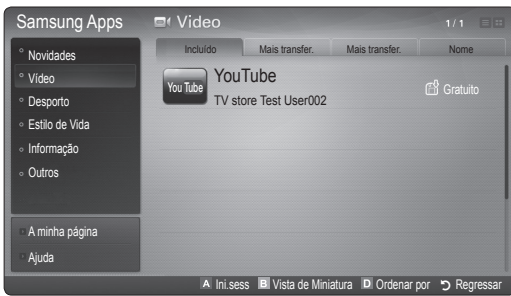 Samsung Apps
Video
1/1
Novidades
Vídeo
Desporto
Estilo de Vida
Informação
Outros
A minha página
Ajuda
Incluído Mais transfer. Mais transfer. Nome
You Tube
YouTube
TV store Test User002
Gratuito
A Ini.sess B Vista de Miniatura D Ordenar por Regressar